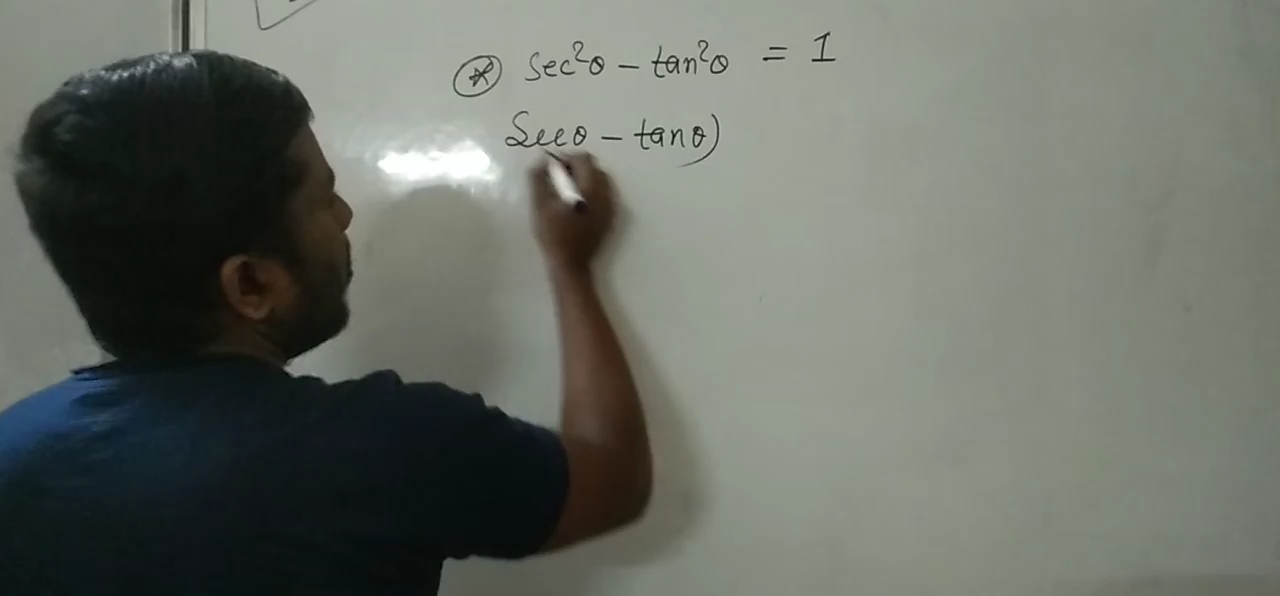 ⊛ sec²θ – tan²θ = 1
Secθ – tanθ)